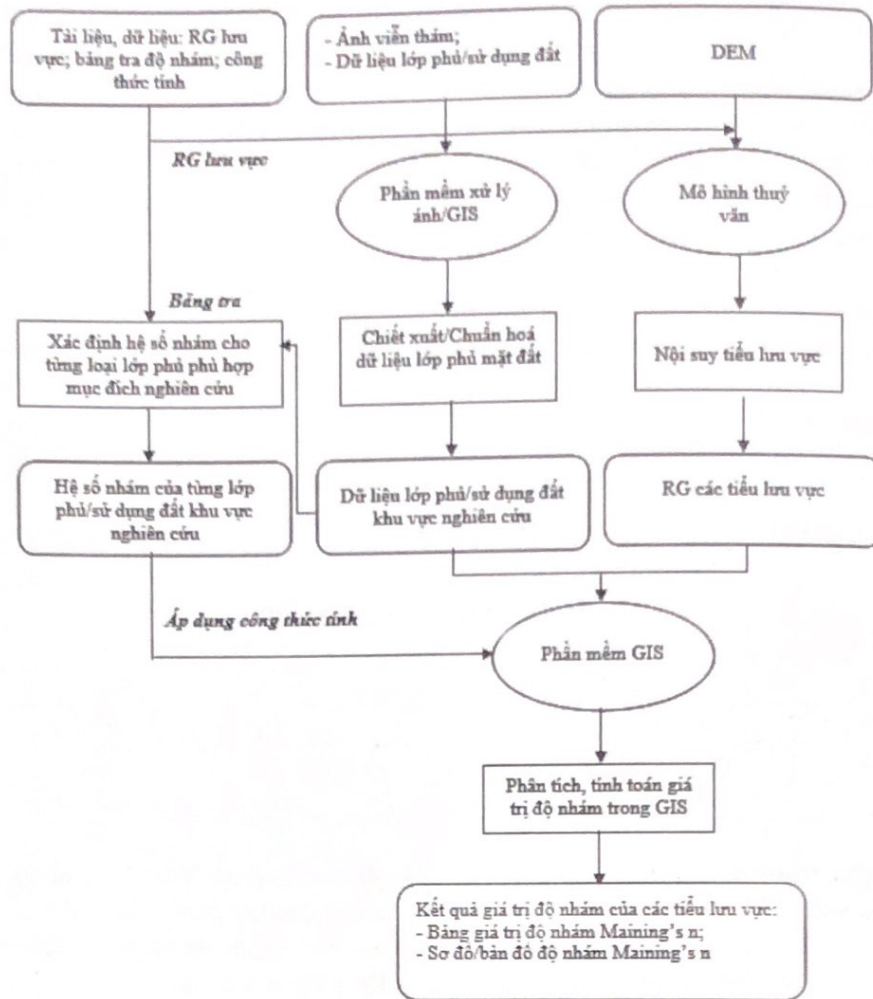 Tài liệu, dữ liệu: RG lưu
vực; bảng tra độ nhám; công
thức tính
- Ảnh viễn thám;
- Dữ liệu lớp phủ/sử dụng đất
DEM
RG lưu vực
Phần mềm xử lý
ảnh/GIS
Mô hình thuỷ
văn
Bảng tra
Xác định hệ số nhám cho
từng loại lớp phủ phù hợp
mục đích nghiên cứu
Chiết xuất/Chuẩn hoá
dữ liệu lớp phủ mặt đất
Nội suy tiểu lưu vực
Hệ số nhám của từng lớp
phủ/sử dụng đất khu vực
nghiên cứu
Dữ liệu lớp phủ/sử dụng đất
khu vực nghiên cứu
RG các tiểu lưu vực
Áp dụng công thức tính
Phần mềm GIS
Phân tích, tính toán giá
trị độ nhám trong GIS
Kết quả giá trị độ nhám của các tiểu lưu vực:
- Bảng giá trị độ nhám Maining's n;
- Sơ đồ/bản đồ độ nhám Maining's n